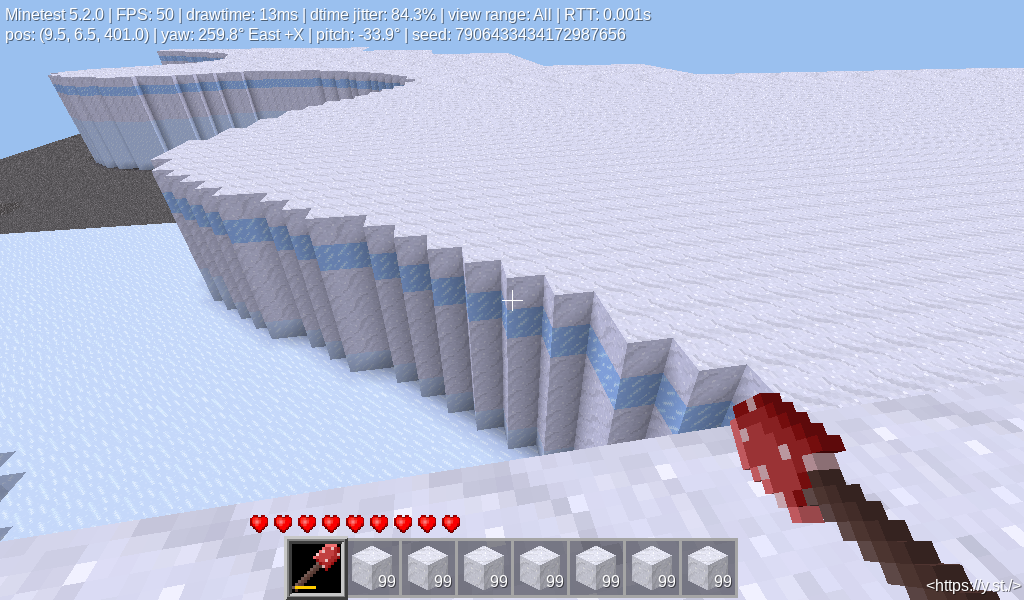 Minetest 5.2.0 | FPS: 50 | drawtime: 13ms | dtime jitter: 84.3% | view range: All | RTT: 0.001s
pos: (9.5, 6.5, 401.0) | yaw: 259.8° East +X | pitch: -33.9° | seed: 7906433434172987656
99 99 99 99 99 99 99
<https://y.st./>